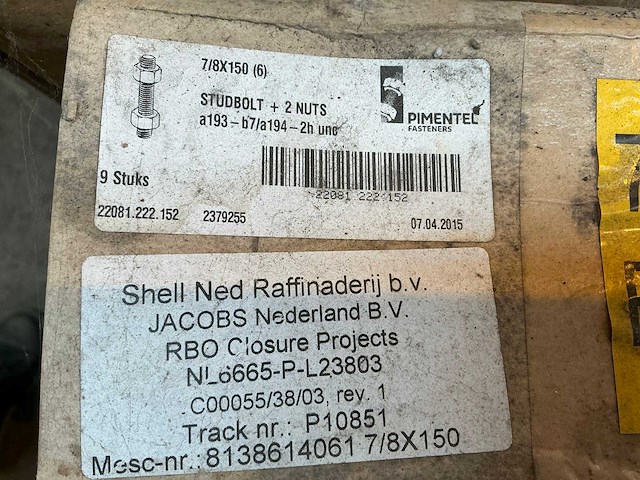 7/8X150 (6)
STUDBOLT + 2 NUTS
a193-b7/a194-2h unc
PIMENTEL
FASTENERS
9 Stuks
22081.222.152
22081.222.152 2379255 07.04.2015
Shell Ned Raffinaderij b.v.
JACOBS Nederland B.V.
RBO Closure Projects
NL6665-P-L23803
C00055/38/03, rev. 1
Track nr.: P10851
Mesc-nr.:8138614061 7/8X150